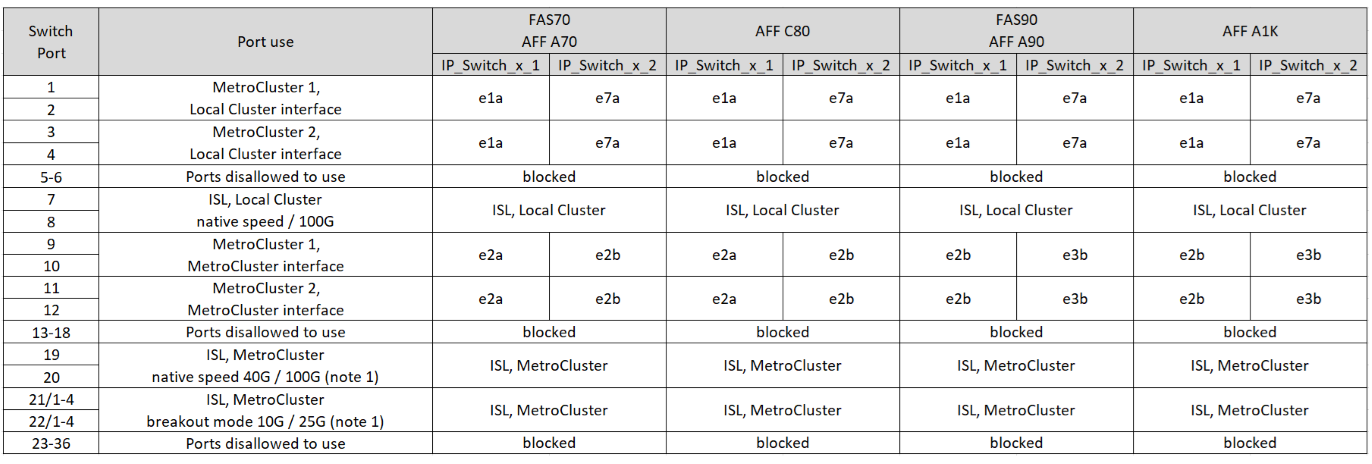 Switch Port | Port use | FAS70 AFF A70 | AFF C80 | FAS90 AFF A90 | AFF A1K
IP_Switch_x_1 | IP_Switch_x_2 | IP_Switch_x_1 | IP_Switch_x_2 | IP_Switch_x_1 | IP_Switch_x_2 | IP_Switch_x_1 | IP_Switch_x_2
1 | MetroCluster 1, | e1a | e7a | e1a | e7a | e1a | e7a | e1a | e7a
2 | Local Cluster interface
3 | MetroCluster 2, | e1a | e7a | e1a | e7a | e1a | e7a | e1a | e7a
4 | Local Cluster interface
5-6 | Ports disallowed to use | blocked | blocked | blocked | blocked
7 | ISL, Local Cluster | ISL, Local Cluster | ISL, Local Cluster | ISL, Local Cluster | ISL, Local Cluster
8 | native speed / 100G
9 | MetroCluster 1, | e2a | e2b | e2a | e2b | e2b | e3b | e2b | e3b
10 | MetroCluster interface
11 | MetroCluster 2, | e2a | e2b | e2a | e2b | e2b | e3b | e2b | e3b
12 | MetroCluster interface
13-18 | Ports disallowed to use | blocked | blocked | blocked | blocked
19 | ISL, MetroCluster | ISL, MetroCluster | ISL, MetroCluster | ISL, MetroCluster | ISL, MetroCluster
20 | native speed 40G / 100G (note 1)
21/1-4 | ISL, MetroCluster | ISL, MetroCluster | ISL, MetroCluster | ISL, MetroCluster | ISL, MetroCluster
22/1-4 | breakout mode 10G / 25G (note 1)
23-36 | Ports disallowed to use | blocked | blocked | blocked | blocked